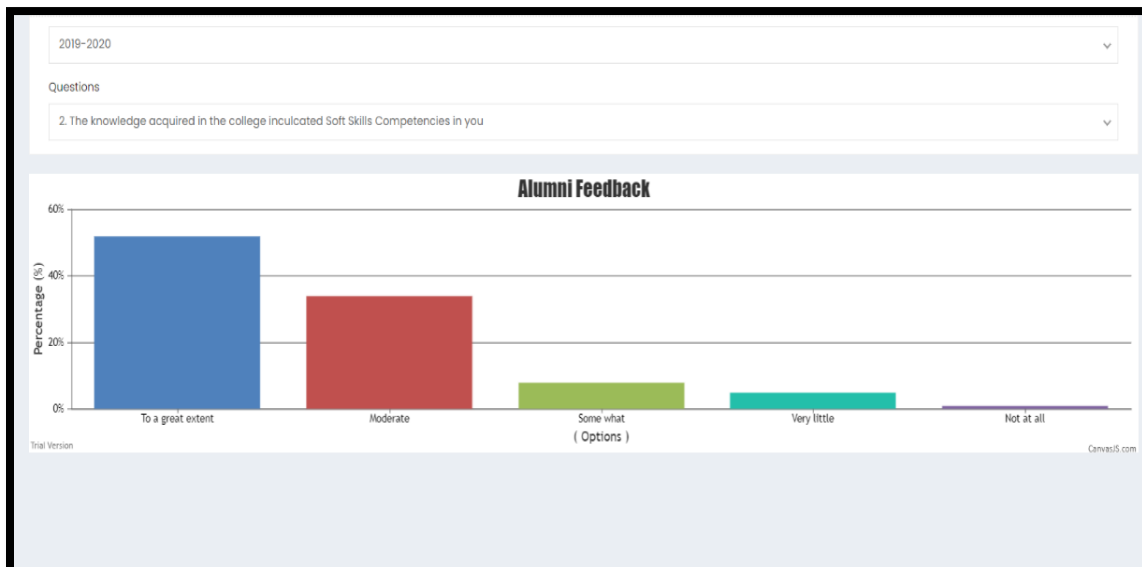 2019-2020
Questions
2. The knowledge acquired in the college inculcated Soft Skills Competencies in you
Alumni Feedback
60%
40%
20%
0%
Percentage (%)
To a great extent Moderate Some what Very little Not at all
( Options )
Trial Version CanvasJS.com